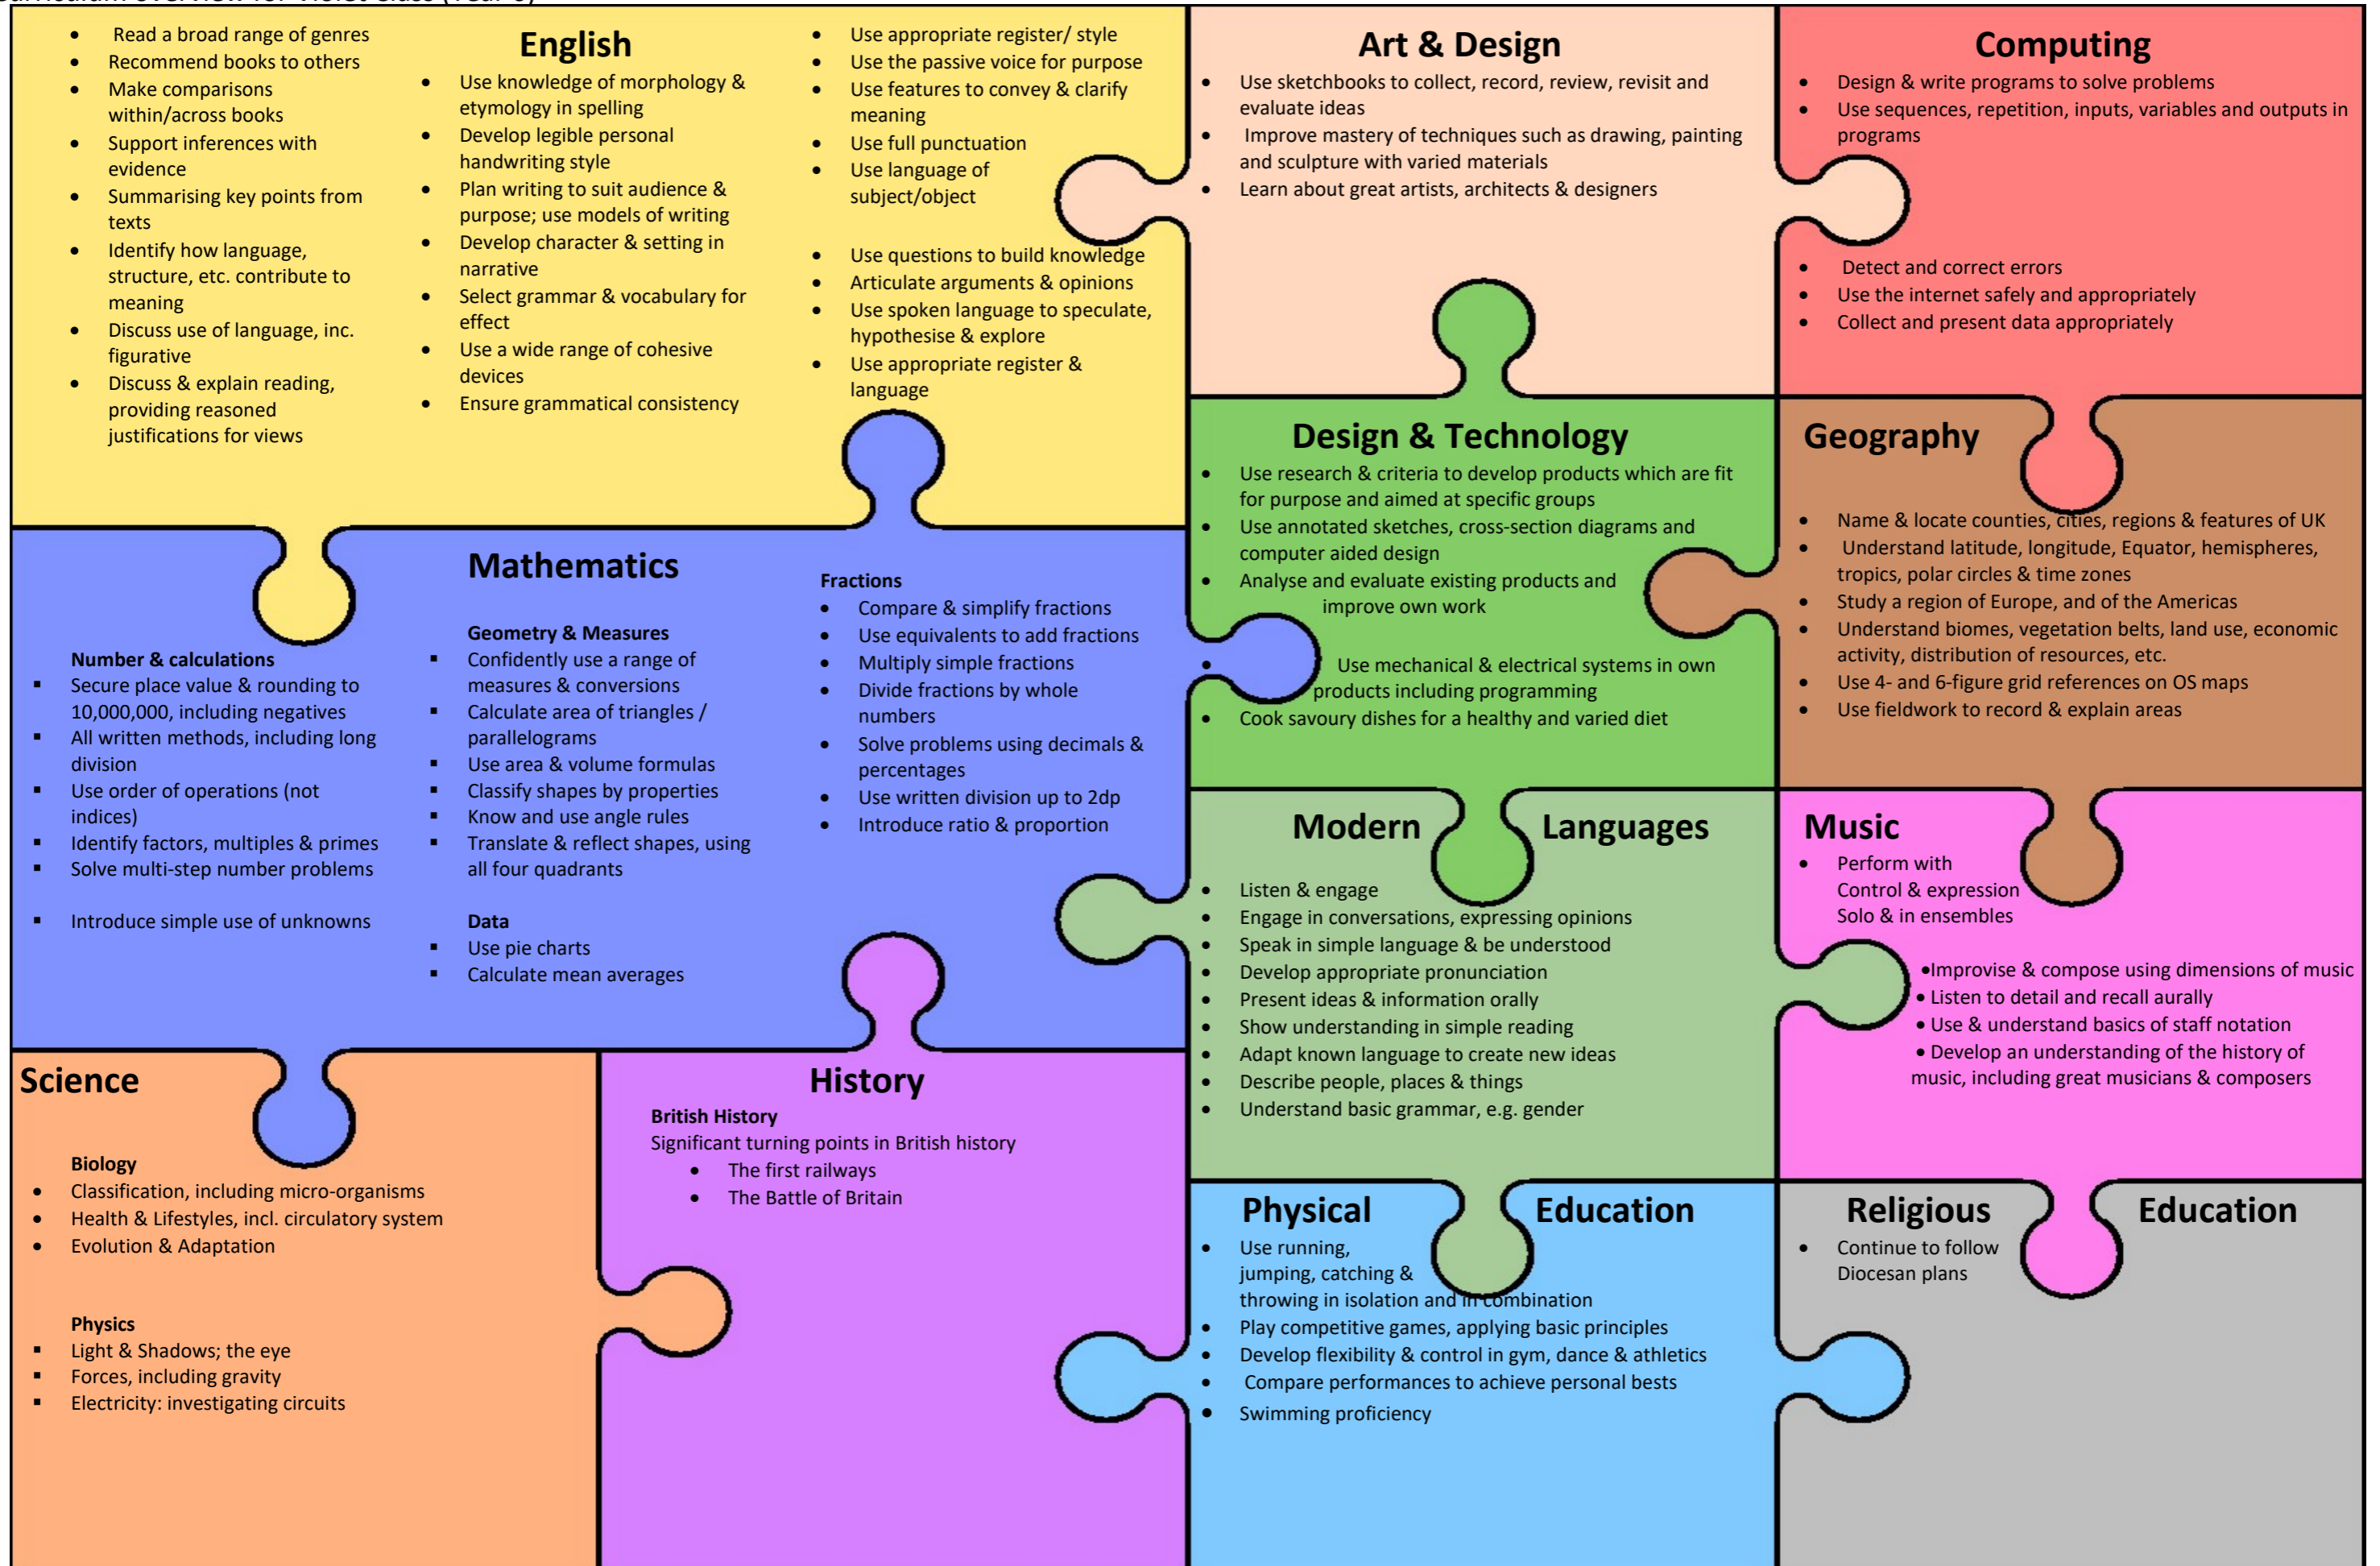 overview for Violet Class (Year
• Read a broad range of genres
• Recommend books to others
• Make comparisons
within/across books
• Support inferences with
evidence
• Summarising key points from
texts
• Identify how language,
structure, etc. contribute to
meaning
• Discuss use of language, inc.
figurative
• Discuss & explain reading,
providing reasoned
justifications for views
English
• Use knowledge of morphology &
etymology in spelling
• Develop legible personal
handwriting style
• Plan writing to suit audience &
purpose; use models of writing
• Develop character & setting in
narrative
• Select grammar & vocabulary for
effect
• Use a wide range of cohesive
devices
• Ensure grammatical consistency
• Use appropriate register/ style
• Use the passive voice for purpose
• Use features to convey & clarify
meaning
• Use full punctuation
• Use language of
subject/object
• Use questions to build knowledge
• Articulate arguments & opinions
• Use spoken language to speculate,
hypothesise & explore
• Use appropriate register &
language
Art & Design
• Use sketchbooks to collect, record, review, revisit and
evaluate ideas
• Improve mastery of techniques such as drawing, painting
and sculpture with varied materials
• Learn about great artists, architects & designers
Computing
• Design & write programs to solve problems
• Use sequences, repetition, inputs, variables and outputs in
programs
• Detect and correct errors
• Use the internet safely and appropriately
• Collect and present data appropriately
Mathematics
Number & calculations
▪ Secure place value & rounding to
10,000,000, including negatives
▪ All written methods, including long
division
▪ Use order of operations (not
indices)
▪ Identify factors, multiples & primes
▪ Solve multi-step number problems
▪ Introduce simple use of unknowns
Geometry & Measures
▪ Confidently use a range of
measures & conversions
▪ Calculate area of triangles /
parallelograms
▪ Use area & volume formulas
▪ Classify shapes by properties
▪ Know and use angle rules
▪ Translate & reflect shapes, using
all four quadrants
Data
▪ Use pie charts
▪ Calculate mean averages
Fractions
• Compare & simplify fractions
• Use equivalents to add fractions
• Multiply simple fractions
• Divide fractions by whole
numbers
• Solve problems using decimals &
percentages
• Use written division up to 2dp
• Introduce ratio & proportion
Design & Technology
• Use research & criteria to develop products which are fit
for purpose and aimed at specific groups
• Use annotated sketches, cross-section diagrams and
computer aided design
• Analyse and evaluate existing products and
improve own work
• Use mechanical & electrical systems in own
products including programming
• Cook savoury dishes for a healthy and varied diet
Geography
• Name & locate counties, cities, regions & features of UK
• Understand latitude, longitude, Equator, hemispheres,
tropics, polar circles & time zones
• Study a region of Europe, and of the Americas
• Understand biomes, vegetation belts, land use, economic
activity, distribution of resources, etc.
• Use 4- and 6-figure grid references on OS maps
• Use fieldwork to record & explain areas
Modern Languages
• Listen & engage
• Engage in conversations, expressing opinions
• Speak in simple language & be understood
• Develop appropriate pronunciation
• Present ideas & information orally
• Show understanding in simple reading
• Adapt known language to create new ideas
• Describe people, places & things
• Understand basic grammar, e.g. gender
Music
• Perform with
Control & expression
Solo & in ensembles
•Improvise & compose using dimensions of music
• Listen to detail and recall aurally
• Use & understand basics of staff notation
• Develop an understanding of the history of
music, including great musicians & composers
Science
Biology
• Classification, including micro-organisms
• Health & Lifestyles, incl. circulatory system
• Evolution & Adaptation
Physics
▪ Light & Shadows; the eye
▪ Forces, including gravity
▪ Electricity: investigating circuits
History
British History
Significant turning points in British history
• The first railways
• The Battle of Britain
Physical Education
• Use running,
jumping, catching &
throwing in isolation and in combination
• Play competitive games, applying basic principles
• Develop flexibility & control in gym, dance & athletics
• Compare performances to achieve personal bests
• Swimming proficiency
Religious Education
• Continue to follow
Diocesan plans